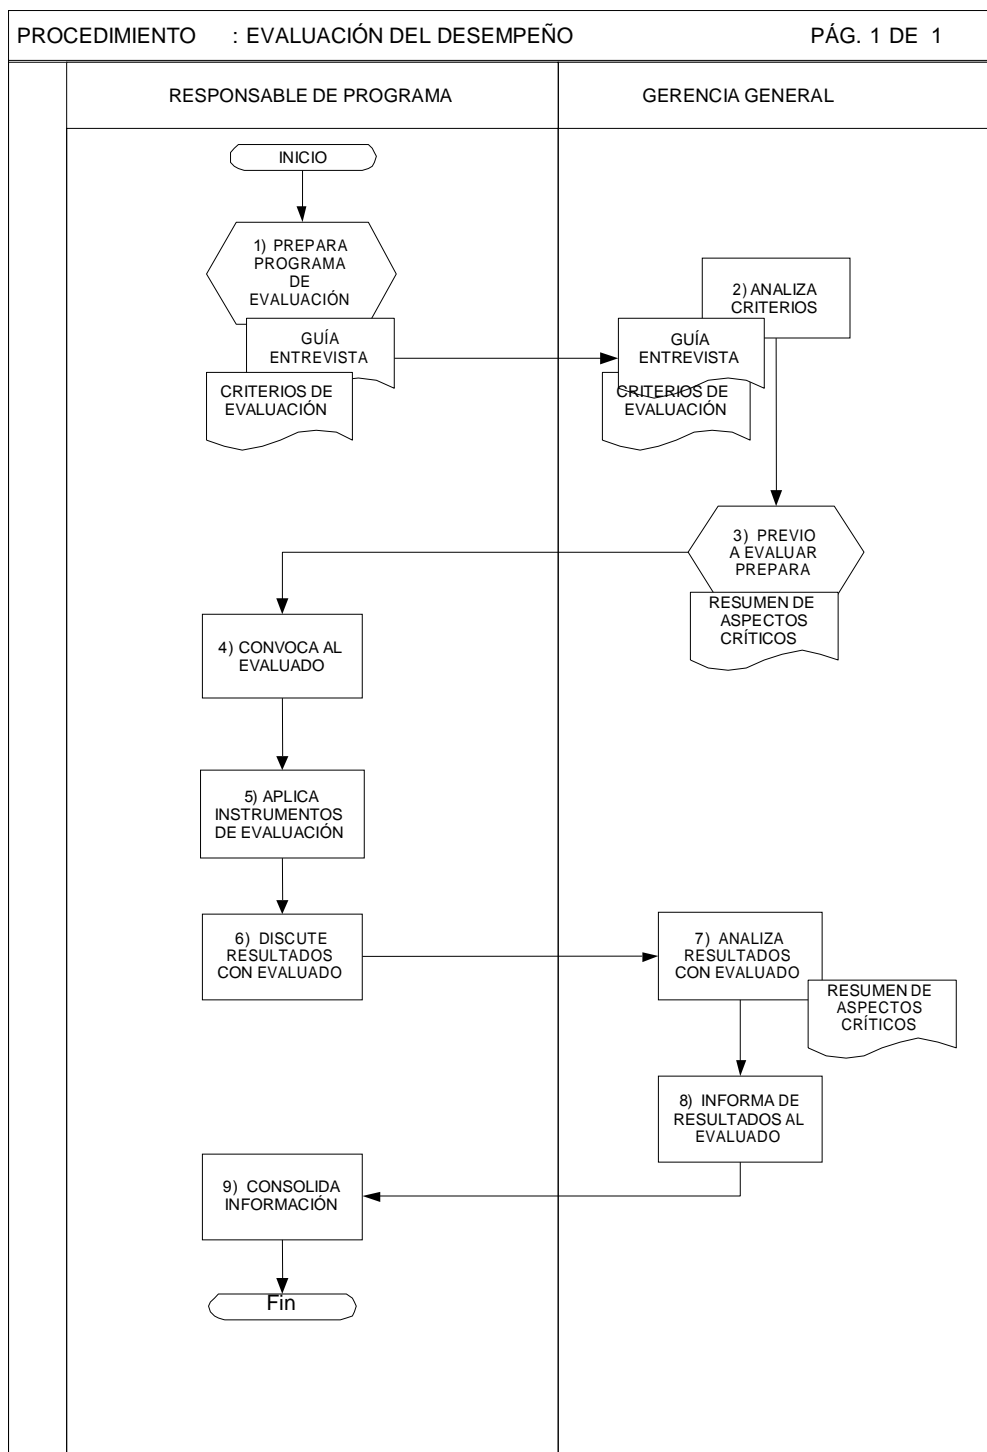 PROCEDIMIENTO : EVALUACIÓN DEL DESEMPEÑO PÁG. 1 DE 1
RESPONSABLE DE PROGRAMA
GERENCIA GENERAL
INICIO
1) PREPARA
PROGRAMA
DE
EVALUACIÓN
GUÍA
ENTREVISTA
CRITERIOS DE
EVALUACIÓN
2) ANALIZA
CRITERIOS
GUÍA
ENTREVISTA
CRITERIOS DE
EVALUACIÓN
3) PREVIO
A EVALUAR
PREPARA
RESUMEN DE
ASPECTOS
CRÍTICOS
4) CONVOCA AL
EVALUADO
5) APLICA
INSTRUMENTOS
DE EVALUACIÓN
6) DISCUTE
RESULTADOS
CON EVALUADO
7) ANALIZA
RESULTADOS
CON EVALUADO
RESUMEN DE
ASPECTOS
CRÍTICOS
8) INFORMA DE
RESULTADOS AL
EVALUADO
9) CONSOLIDA
INFORMACIÓN
Fin